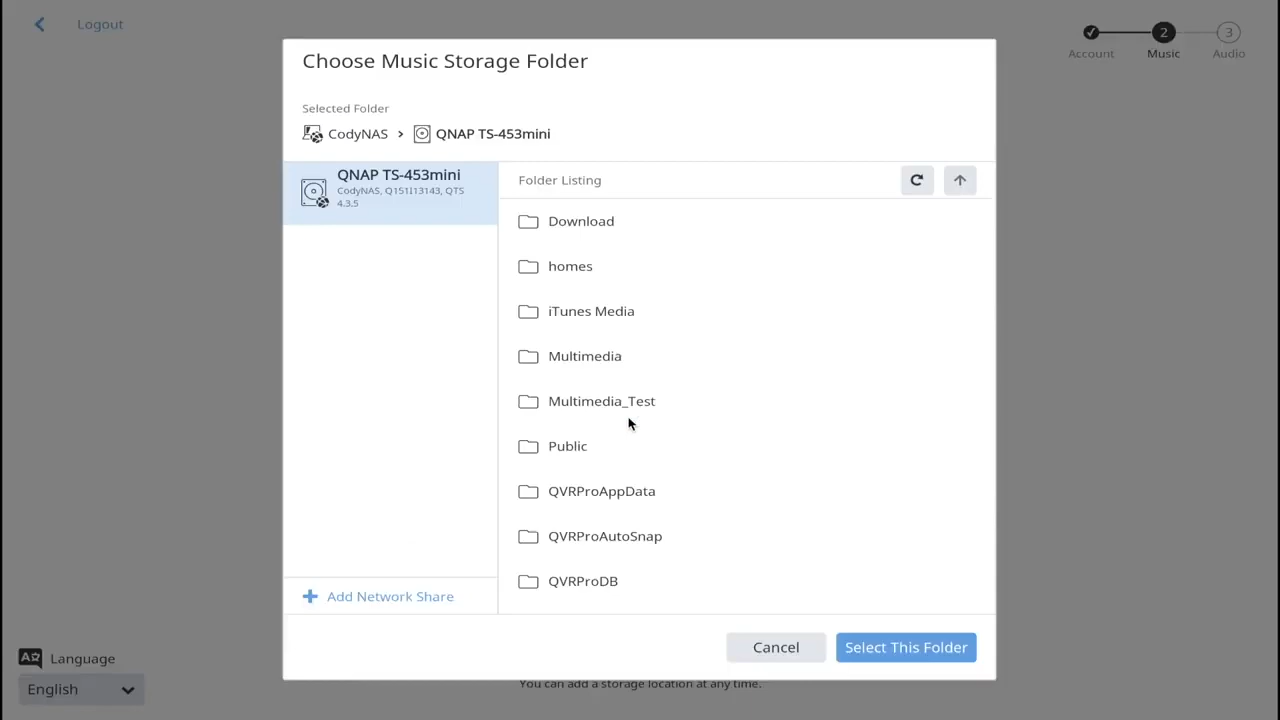 Logout
Account
2
Music
3
Audio
Choose Music Storage Folder
Selected Folder
CodyNAS > QNAP TS-453mini
QNAP TS-453mini
CodyNAS, Q151I13143, QTS
4.3.5
Folder Listing
Download
homes
iTunes Media
Multimedia
Multimedia_Test
Public
QVRProAppData
QVRProAutoSnap
QVRProDB
Add Network Share
Cancel
Select This Folder
Language
English
You can add a storage location at any time.